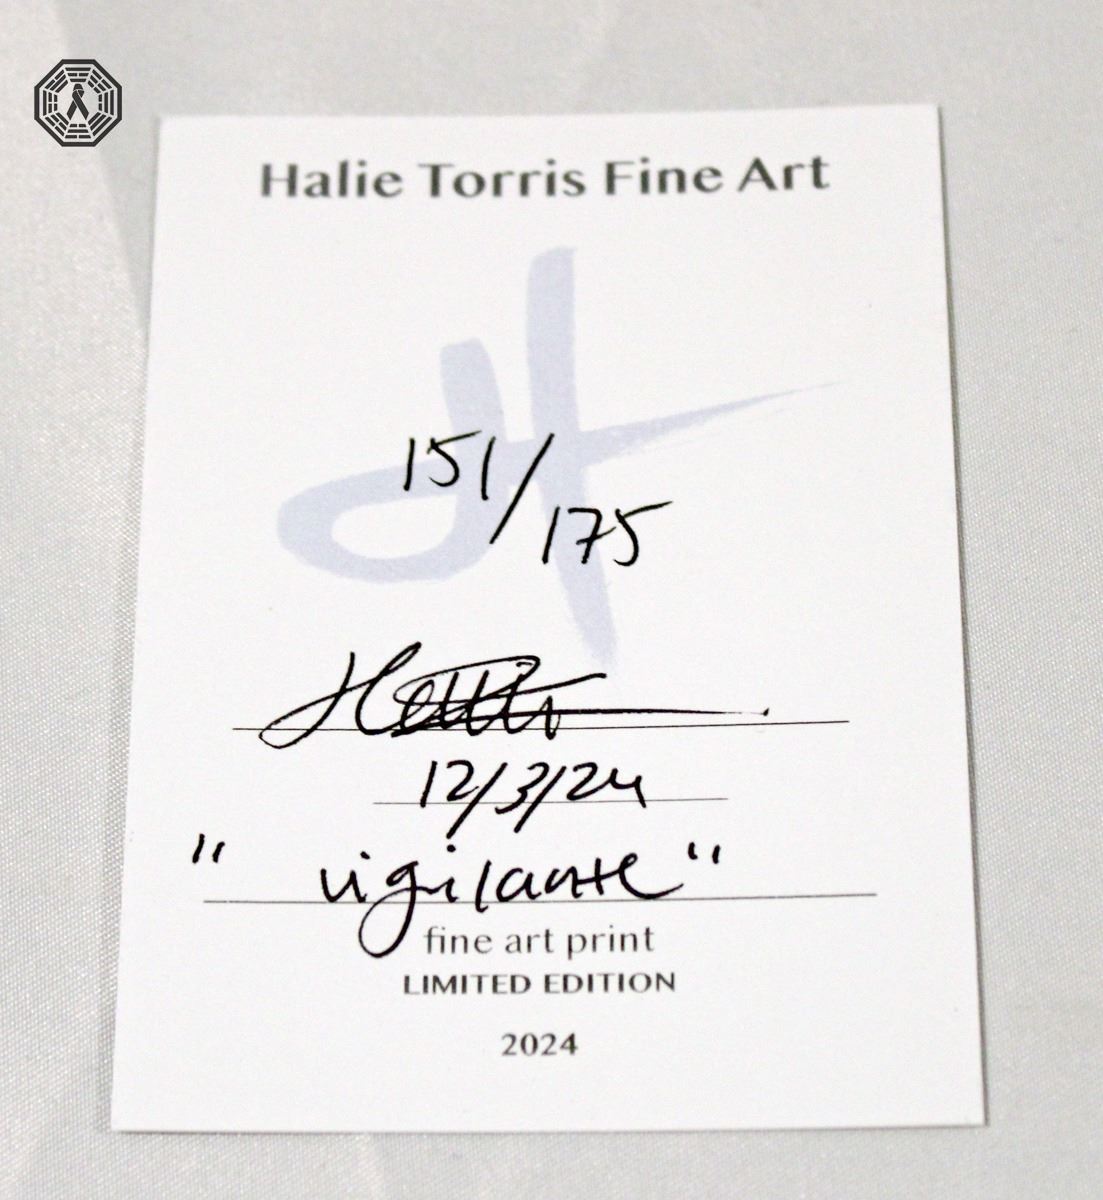 Halie Torris Fine Art
151/175
12/3/24
"vigilante"
fine art print
LIMITED EDITION
2024